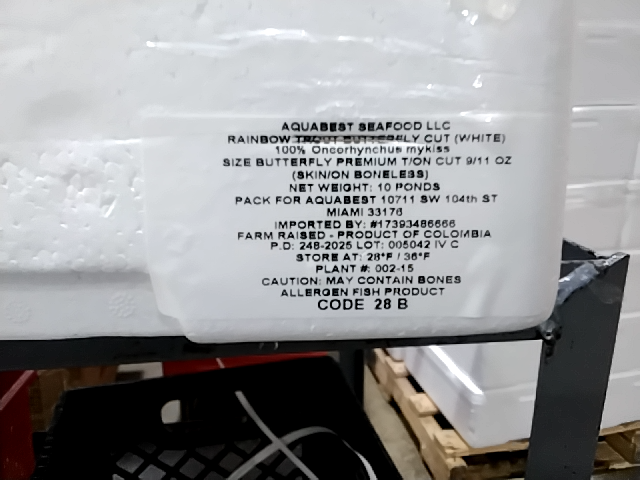 AQUABEST SEAFOOD LLC
RAINBOW TROUT BUTTERFLY CUT (WHITE)
100% Oncorhynchus mykiss
SIZE BUTTERFLY PREMIUM T/ON CUT 9/11 OZ
(SKIN/ON BONELESS)
NET WEIGHT: 10 PONDS
PACK FOR AQUABEST 10711 SW 104th ST
MIAMI 33176
IMPORTED BY: #17393486666
FARM RAISED - PRODUCT OF COLOMBIA
P.D: 248-2025 LOT: 005042 IV C
STORE AT: 28°F / 36°F
PLANT #: 002-15
CAUTION: MAY CONTAIN BONES
ALLERGEN FISH PRODUCT
CODE 28 B